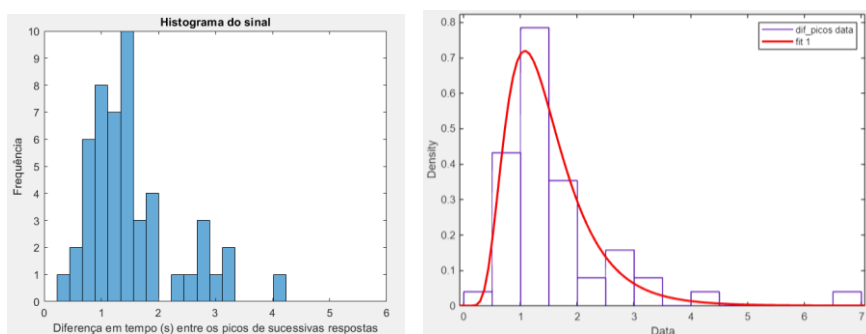 Histograma do sinal
10
9
8
7
6
5
4
3
2
1
0
Frequência
0 1 2 3 4 5 6
Diferença em tempo (s) entre os picos de sucessivas respostas
dif_picos data
fit 1
0.8
0.7
0.6
0.5
0.4
0.3
0.2
0.1
0
Density
0 1 2 3 4 5 6 7
Data